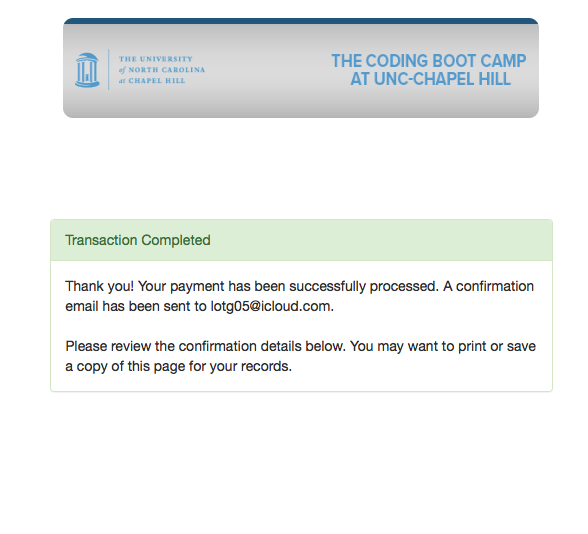 THE UNIVERSITY
of NORTH CAROLINA
at CHAPEL HILL
THE CODING BOOT CAMP
AT UNC-CHAPEL HILL
Transaction Completed
Thank you! Your payment has been successfully processed. A confirmation
email has been sent to lotg05@icloud.com.
Please review the confirmation details below. You may want to print or save
a copy of this page for your records.